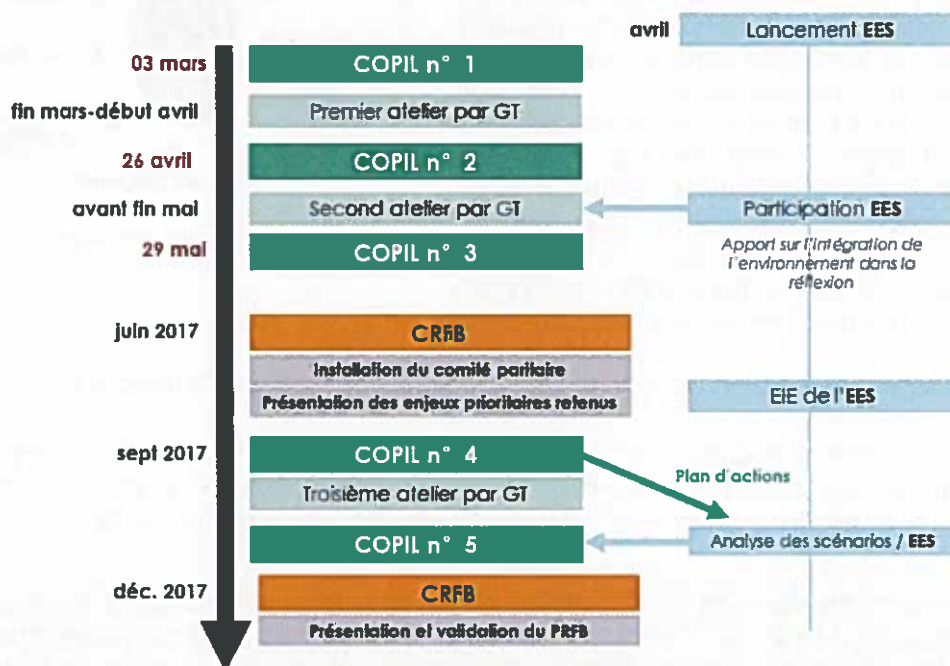 avril
Lancement EES
03 mars
COPIL n° 1
fin mars-début avril
Premier atelier par GT
26 avril
COPIL n° 2
avant fin mai
Second atelier par GT
Participation EES
29 mai
COPIL n° 3
Apport sur l'intégration de
l'environnement dans la
réflexion
juin 2017
CRFB
Installation du comité paritaire
Présentation des enjeux prioritaires retenus
EIE de l'EES
sept 2017
COPIL n° 4
Plan d'actions
Troisième atelier par GT
COPIL n° 5
Analyse des scénarios / EES
déc. 2017
CRFB
Présentation et validation du PRFB